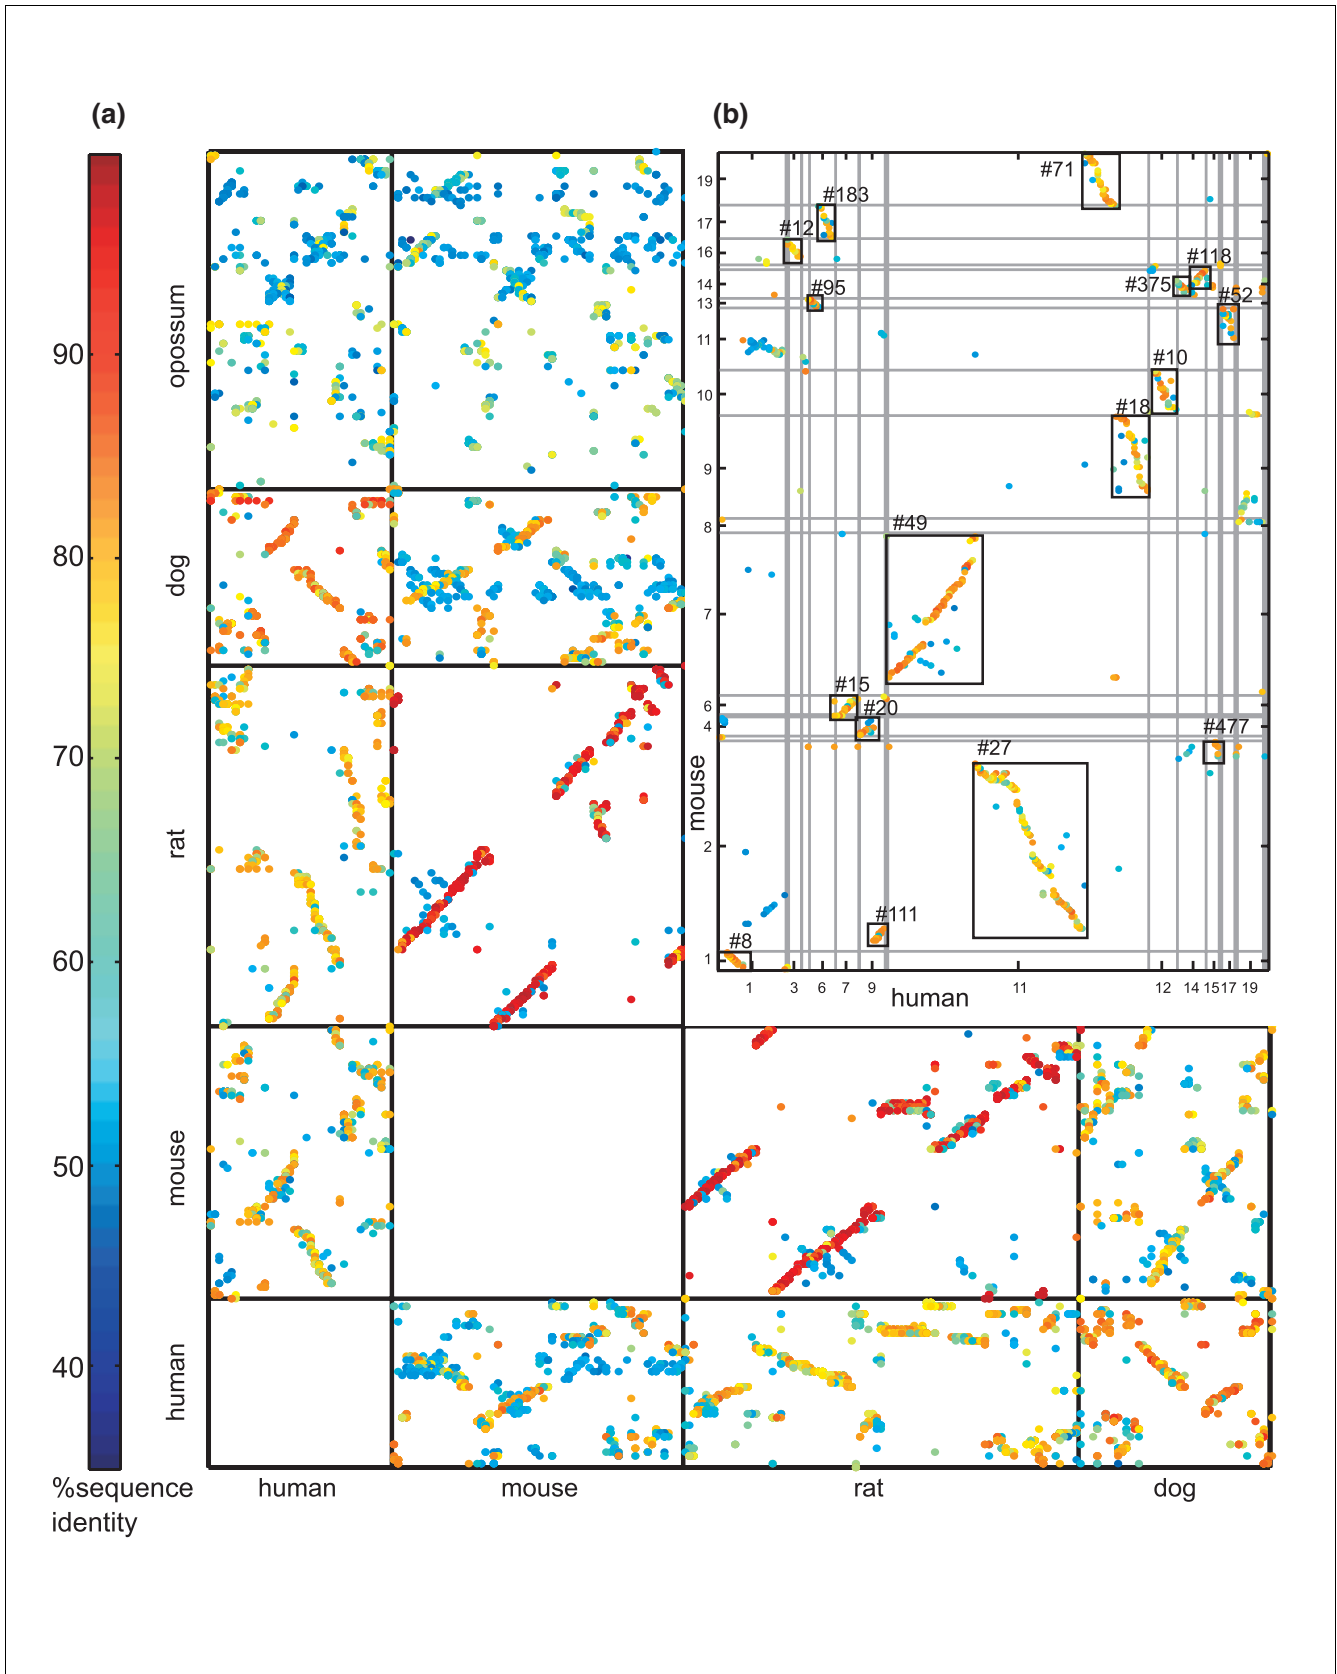 (a)
90
80
70
60
50
40
%sequence
identity
opossum
dog
rat
mouse
human
human
mouse
rat
dog
(b)
#71
#183
#12
#118
#375
#95
#52
#10
#18
#49
#15
#20
#477
#27
#111
#8
19
17
16
14
13
11
10
9
8
7
6
4
2
1
mouse
1 3 6 7 9 11 12 14 15 17 19
human